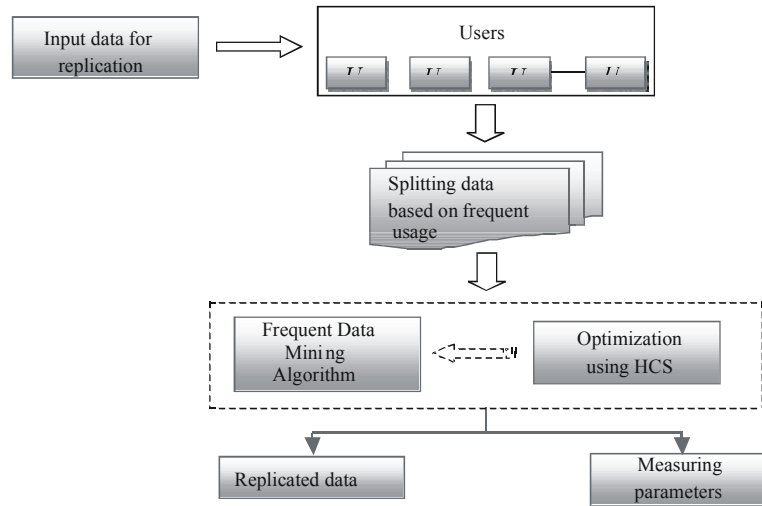 Input data for
replication
Users
Splitting data
based on frequent
usage
Frequent Data
Mining
Algorithm
Optimization
using HCS
Replicated data
Measuring
parameters